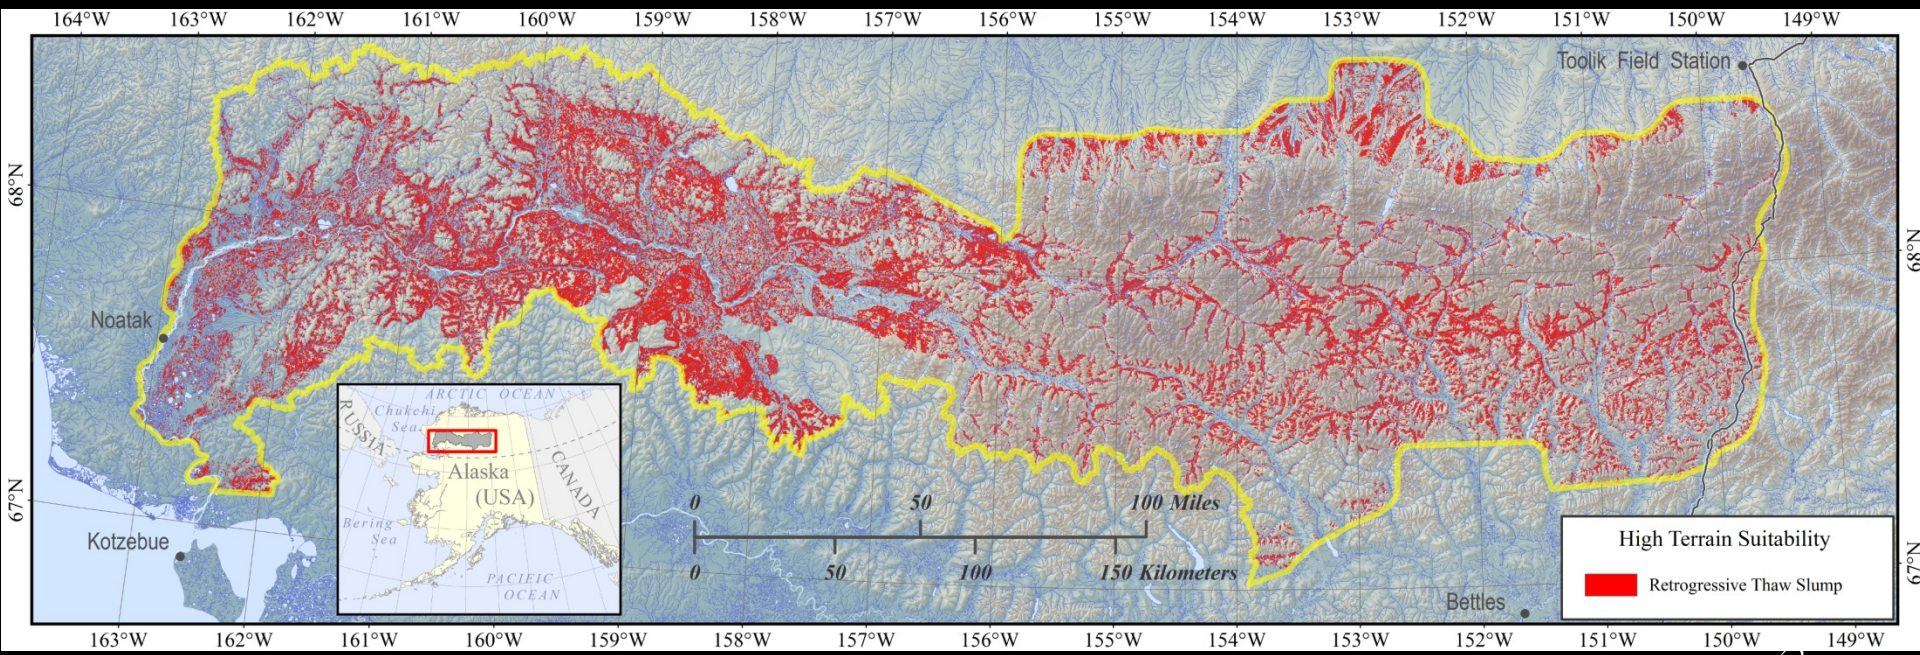 164°W 163°W 162°W 161°W 160°W 159°W 158°W 157°W 156°W 155°W 154°W 153°W 152°W 151°W 150°W 149°W
Toolik Field Station
68°N
68°N
Noatak
67°N
Kotzebue
ARCTIC OCEAN
Chukchi
Sea
RUSSIA
Alaska
(USA)
CANADA
Bering
Sea
PACIFIC
OCEAN
0 50 100 Miles
0 50 100 150 Kilometers
Bettles
67°N
High Terrain Suitability
Retrogressive Thaw Slump
163°W 162°W 161°W 160°W 159°W 158°W 157°W 156°W 155°W 154°W 153°W 152°W 151°W 150°W 149°W